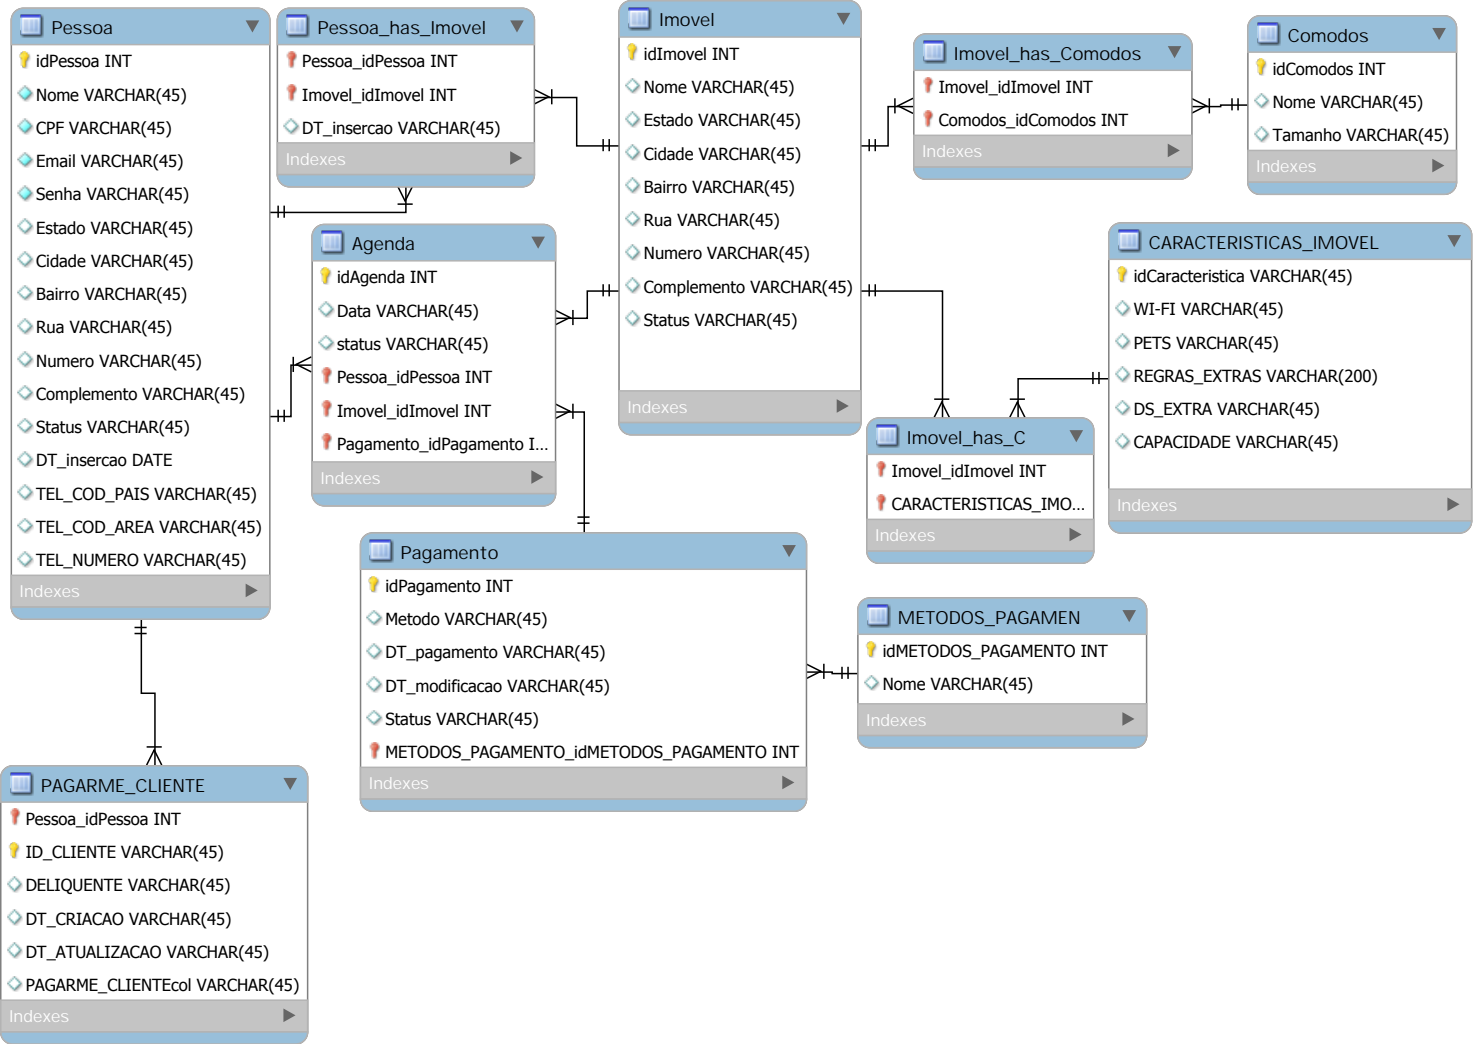 Pessoa
idPessoa INT
Nome VARCHAR(45)
CPF VARCHAR(45)
Email VARCHAR(45)
Senha VARCHAR(45)
Estado VARCHAR(45)
Cidade VARCHAR(45)
Bairro VARCHAR(45)
Rua VARCHAR(45)
Numero VARCHAR(45)
Complemento VARCHAR(45)
Status VARCHAR(45)
DT_insercao DATE
TEL_COD_PAIS VARCHAR(45)
TEL_COD_AREA VARCHAR(45)
TEL_NUMERO VARCHAR(45)
Indexes
Pessoa_has_Imovel
Pessoa_idPessoa INT
Imovel_idImovel INT
DT_insercao VARCHAR(45)
Indexes
Imovel
idImovel INT
Nome VARCHAR(45)
Estado VARCHAR(45)
Cidade VARCHAR(45)
Bairro VARCHAR(45)
Rua VARCHAR(45)
Numero VARCHAR(45)
Complemento VARCHAR(45)
Status VARCHAR(45)
Indexes
Imovel_has_Comodos
Imovel_idImovel INT
Comodos_idComodos INT
Indexes
Comodos
idComodos INT
Nome VARCHAR(45)
Tamanho VARCHAR(45)
Indexes
Agenda
idAgenda INT
Data VARCHAR(45)
status VARCHAR(45)
Pessoa_idPessoa INT
Imovel_idImovel INT
Pagamento_idPagamento I...
Indexes
CARACTERISTICAS_IMOVEL
idCaracteristica VARCHAR(45)
WI-FI VARCHAR(45)
PETS VARCHAR(45)
REGRAS_EXTRAS VARCHAR(200)
DS_EXTRA VARCHAR(45)
CAPACIDADE VARCHAR(45)
Indexes
Imovel_has_C
Imovel_idImovel INT
CARACTERISTICAS_IMO...
Indexes
Pagamento
idPagamento INT
Metodo VARCHAR(45)
DT_pagamento VARCHAR(45)
DT_modificacao VARCHAR(45)
Status VARCHAR(45)
METODOS_PAGAMENTO_idMETODOS_PAGAMENTO INT
Indexes
METODOS_PAGAMEN
idMETODOS_PAGAMENTO INT
Nome VARCHAR(45)
Indexes
PAGARME_CLIENTE
Pessoa_idPessoa INT
ID_CLIENTE VARCHAR(45)
DELIQUENTE VARCHAR(45)
DT_CRIACAO VARCHAR(45)
DT_ATUALIZACAO VARCHAR(45)
PAGARME_CLIENTEcol VARCHAR(45)
Indexes